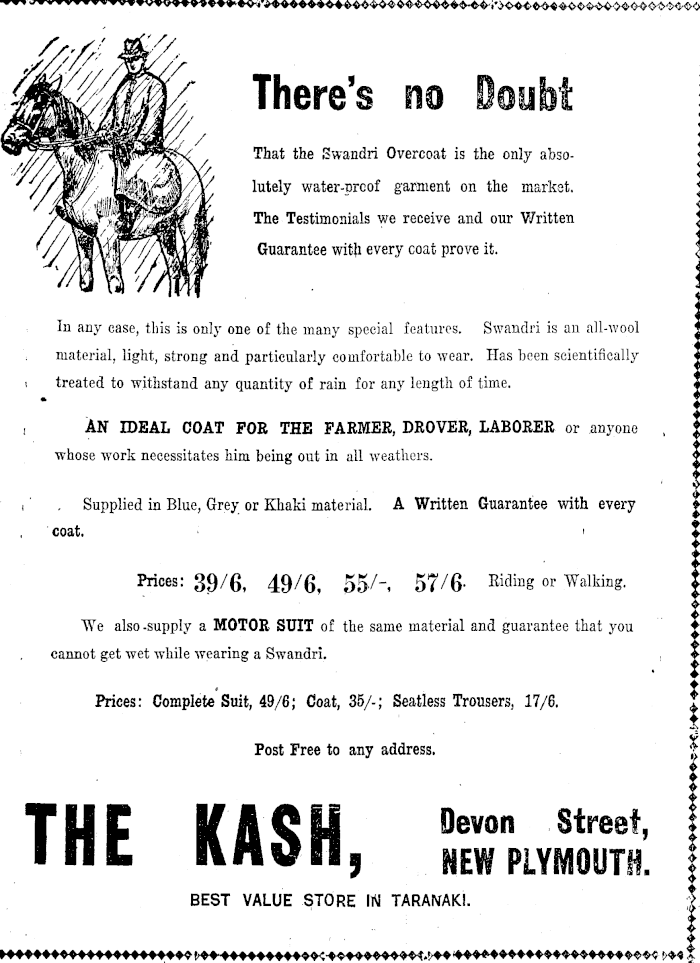 There's no Doubt
That the Swandri Overcoat is the only abso-
lutely water-proof garment on the market.
The Testimonials we receive and our Written
Guarantee with every coat prove it.
In any case, this is only one of the many special features. Swandri is an all-wool
material, light, strong and particularly comfortable to wear. Has been scientifically
treated to withstand any quantity of rain for any length of time.
AN IDEAL COAT FOR THE FARMER, DROVER, LABORER or anyone
whose work necessitates him being out in all weathers.
Supplied in Blue, Grey or Khaki material. A Written Guarantee with every
coat.
Prices: 39/6, 49/6, 55/-, 57/6. Riding or Walking.
We also supply a MOTOR SUIT of the same material and guarantee that you
cannot get wet while wearing a Swandri.
Prices: Complete Suit, 49/6; Coat, 35/-; Seatless Trousers, 17/6.
Post Free to any address.
THE KASH,
Devon Street,
NEW PLYMOUTH.
BEST VALUE STORE IN TARANAKI.